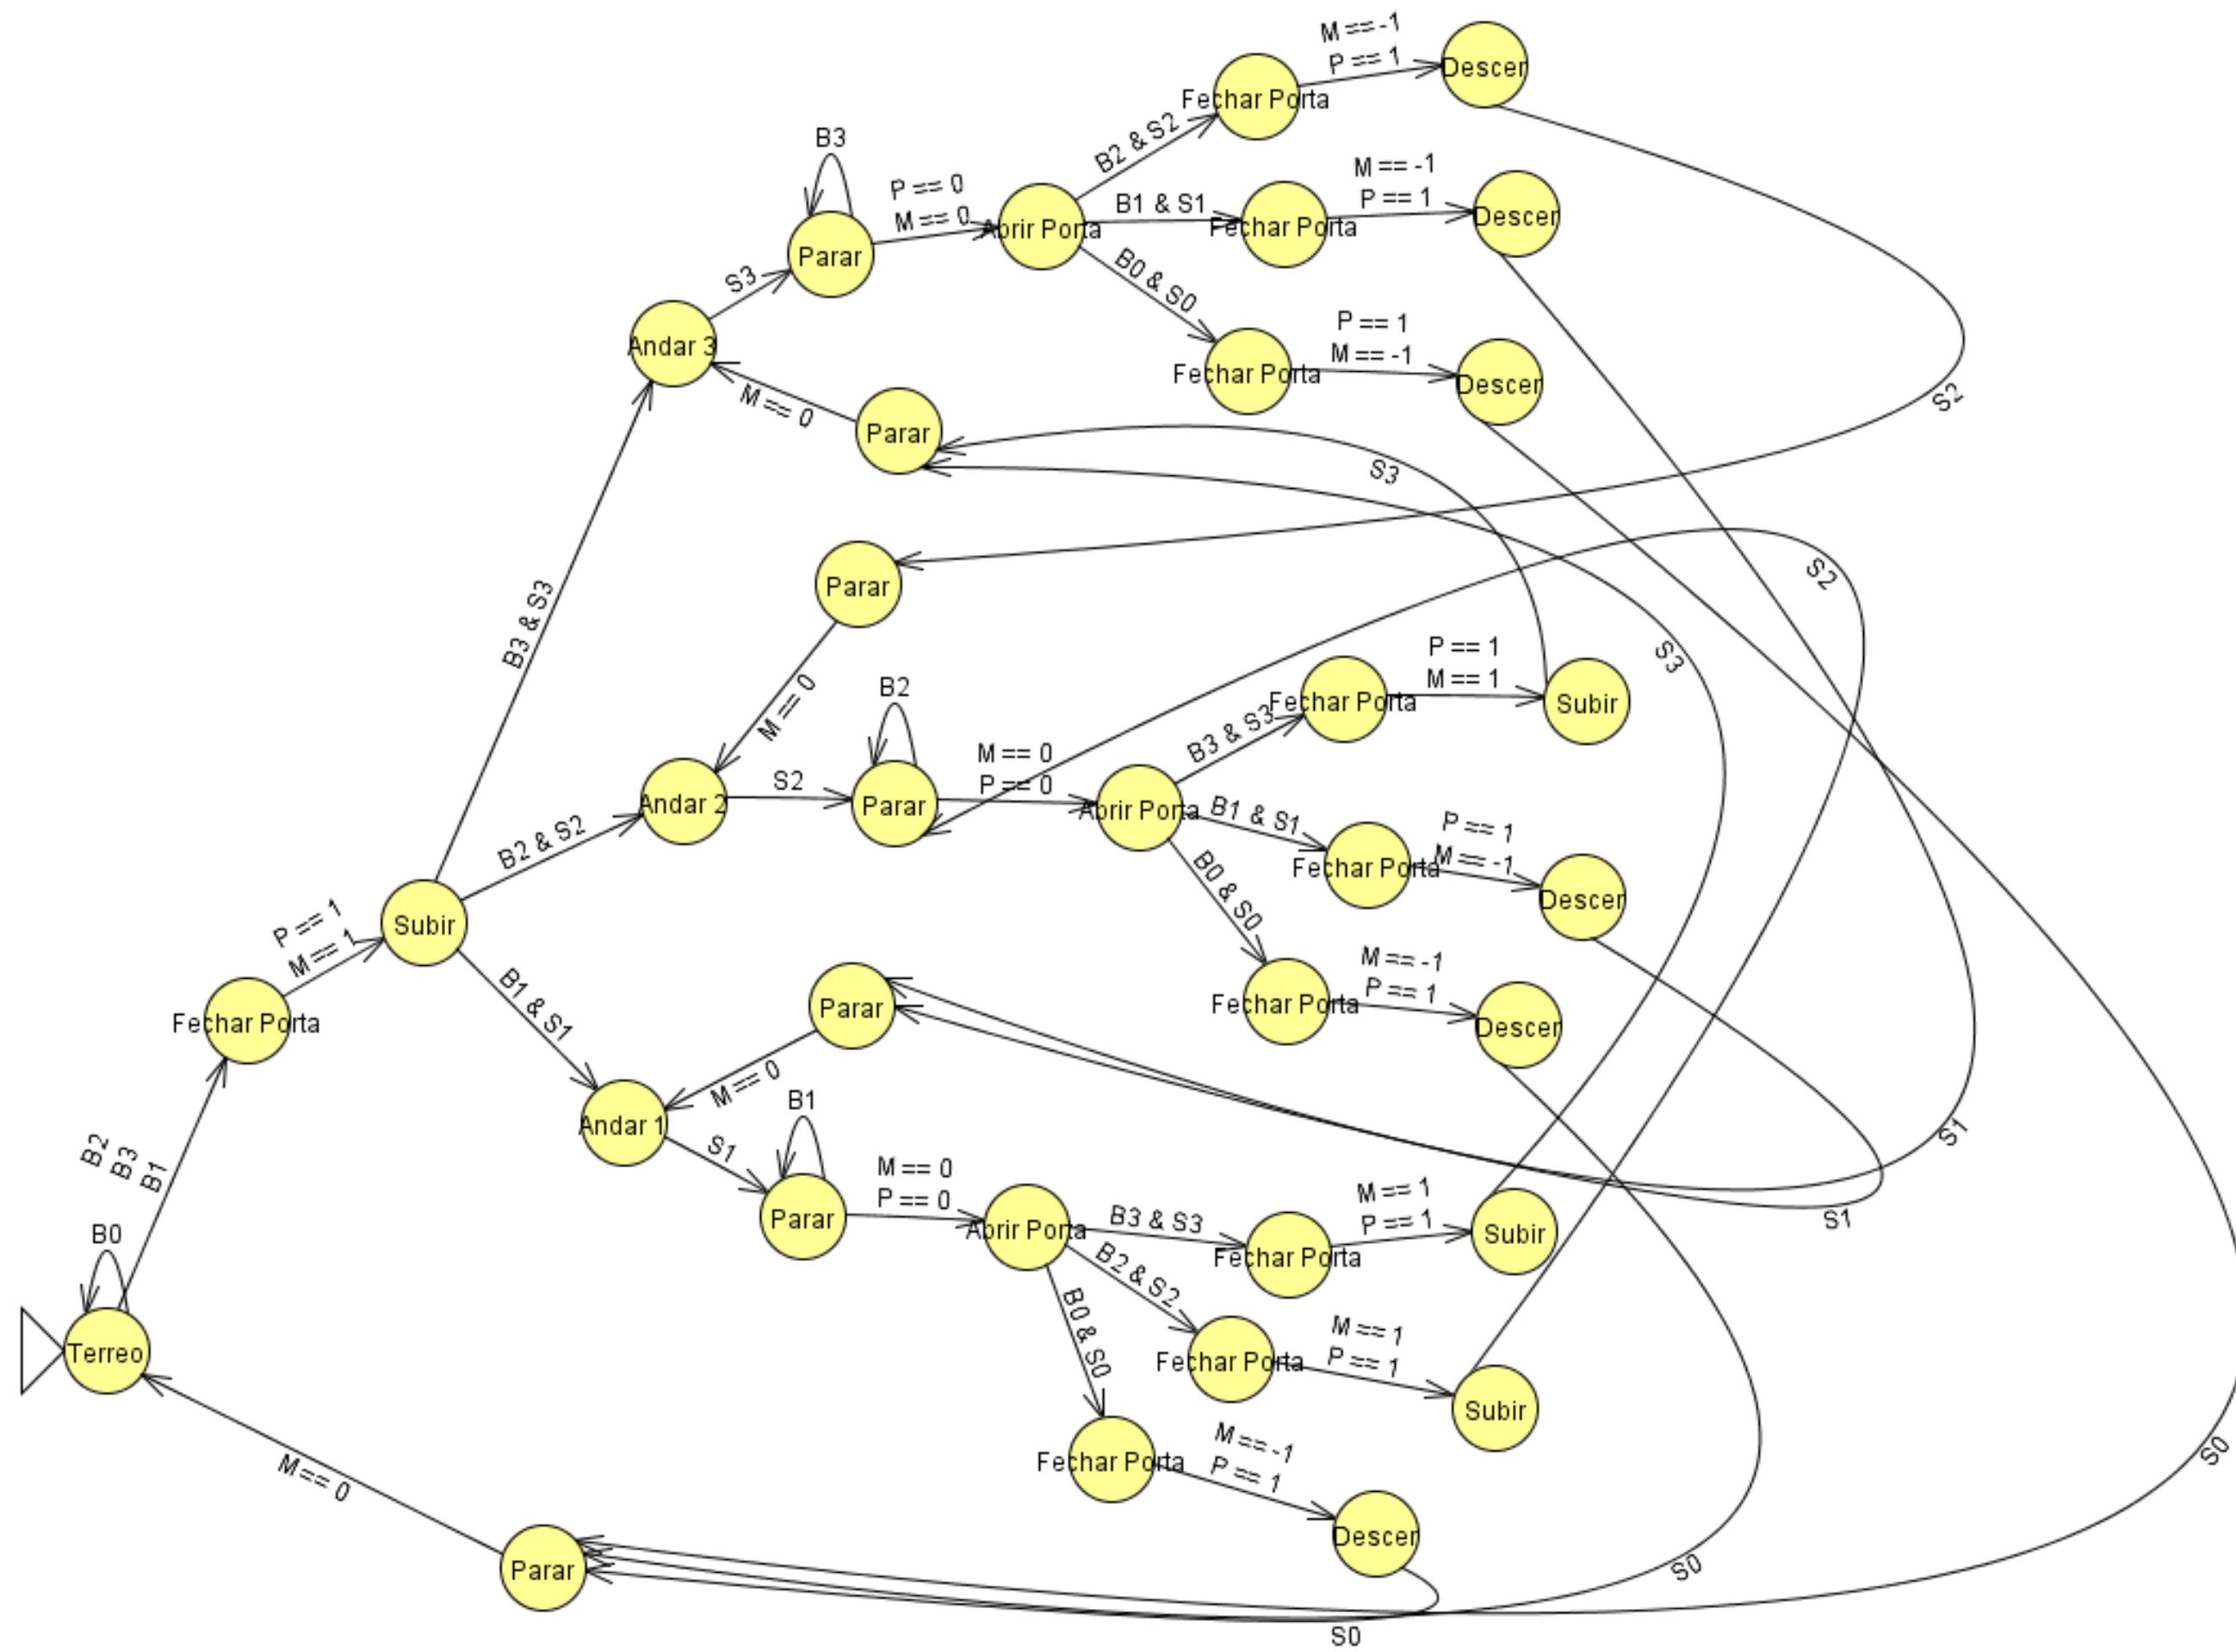 M == -1
P == 1
Descer
Fechar Porta
B2 & S2
B3
Parar
P == 0
M == 0
Abrir Porta
B1 & S1
Fechar Porta
M == -1
P == 1
Descer
B0 & S0
Fechar Porta
P == 1
M == -1
Descer
S3
Andar 3
M == 0
Parar
S3
S2
B3 & S3
Parar
M == 0
S2
S3
B2
Andar 2
S2
Parar
M == 0
P == 0
Abrir Porta
B3 & S3
Fechar Porta
P == 1
M == 1
Subir
B1 & S1
Fechar Porta
P == 1
M == -1
Descer
B0 & S0
Fechar Porta
M == -1
P == 1
Descer
B2 & S2
Subir
P == 1
M == 1
Fechar Porta
B1 & S1
Parar
M == 0
Andar 1
S1
B1
Parar
M == 0
P == 0
Abrir Porta
B3 & S3
Fechar Porta
M == 1
P == 1
Subir
S1
S1
B2 & S2
Fechar Porta
M == 1
P == 1
Subir
B0 & S0
Fechar Porta
M == -1
P == 1
Descer
B2
B3
B1
B0
Terreo
M == 0
Parar
S0
S0
S0